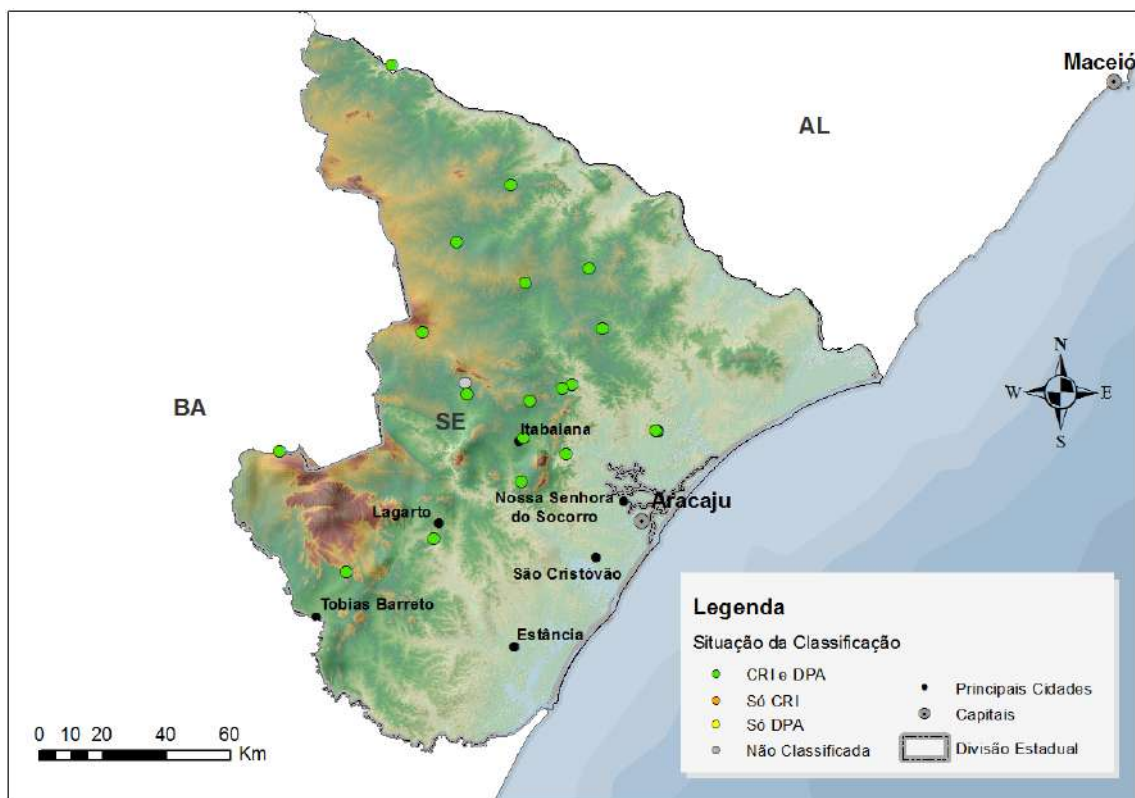 Maceió
AL
BA
SE
Itabaiana
Nossa Senhora
do Socorro
Aracaju
Lagarto
São Cristóvão
Tobias Barreto
Estância
N
W
E
S
0 10 20 30 40 60
Km
Legenda
Situação da Classificação
CRI e DPA
Só CRI
Só DPA
Não Classificada
Principais Cidades
Capitais
Divisão Estadual